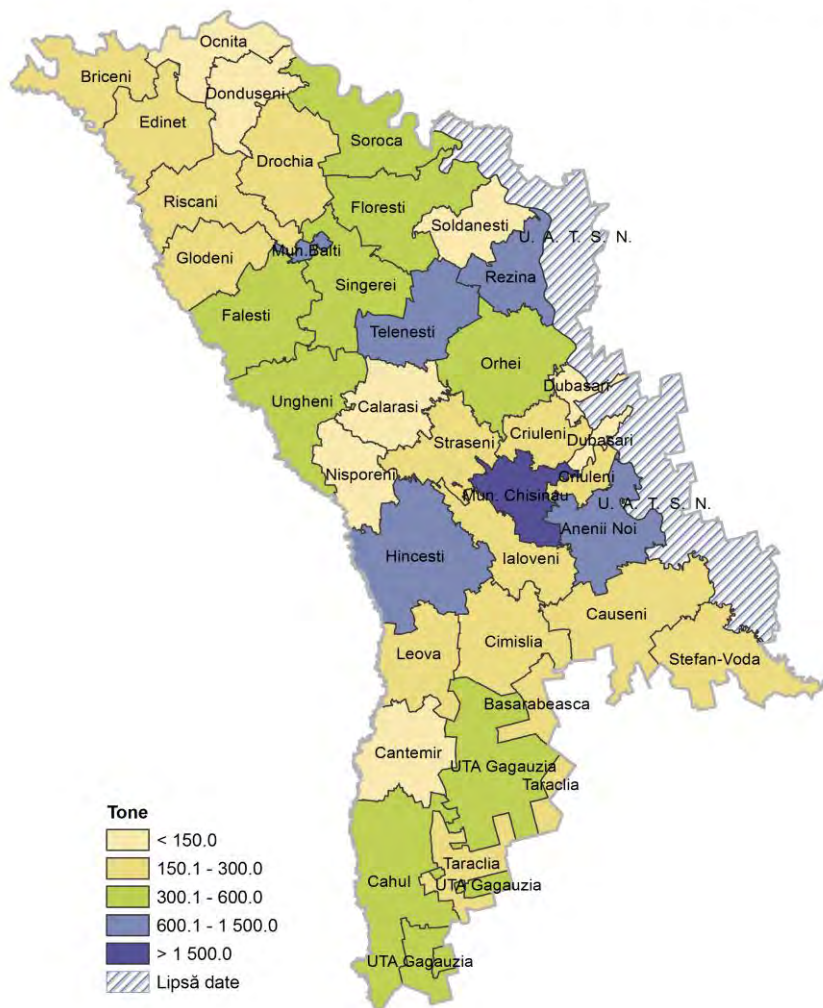 Ocnita
Briceni
Donduseni
Edinet
Soroca
Drochia
Riscani
Floresti
Soldanesti
U. A. T. S. N.
Mun.Balti
Glodeni
Rezina
Singerei
Falesti
Telenesti
Orhei
Dubasari
Ungheni
Calarasi
Criuleni
Straseni
Dubasari
Nisporeni
Criuleni
Mun. Chisinau
U. A. T. S. N.
Anenii Noi
Hincesti
Ialoveni
Causeni
Cimislia
Leova
Stefan-Voda
Basarabeasca
Cantemir
UTA Gagauzia
Taraclia
Taraclia
Cahul
UTA Gagauzia
UTA Gagauzia
Tone
< 150.0
150.1 - 300.0
300.1 - 600.0
600.1 - 1 500.0
> 1 500.0
Lipsă date